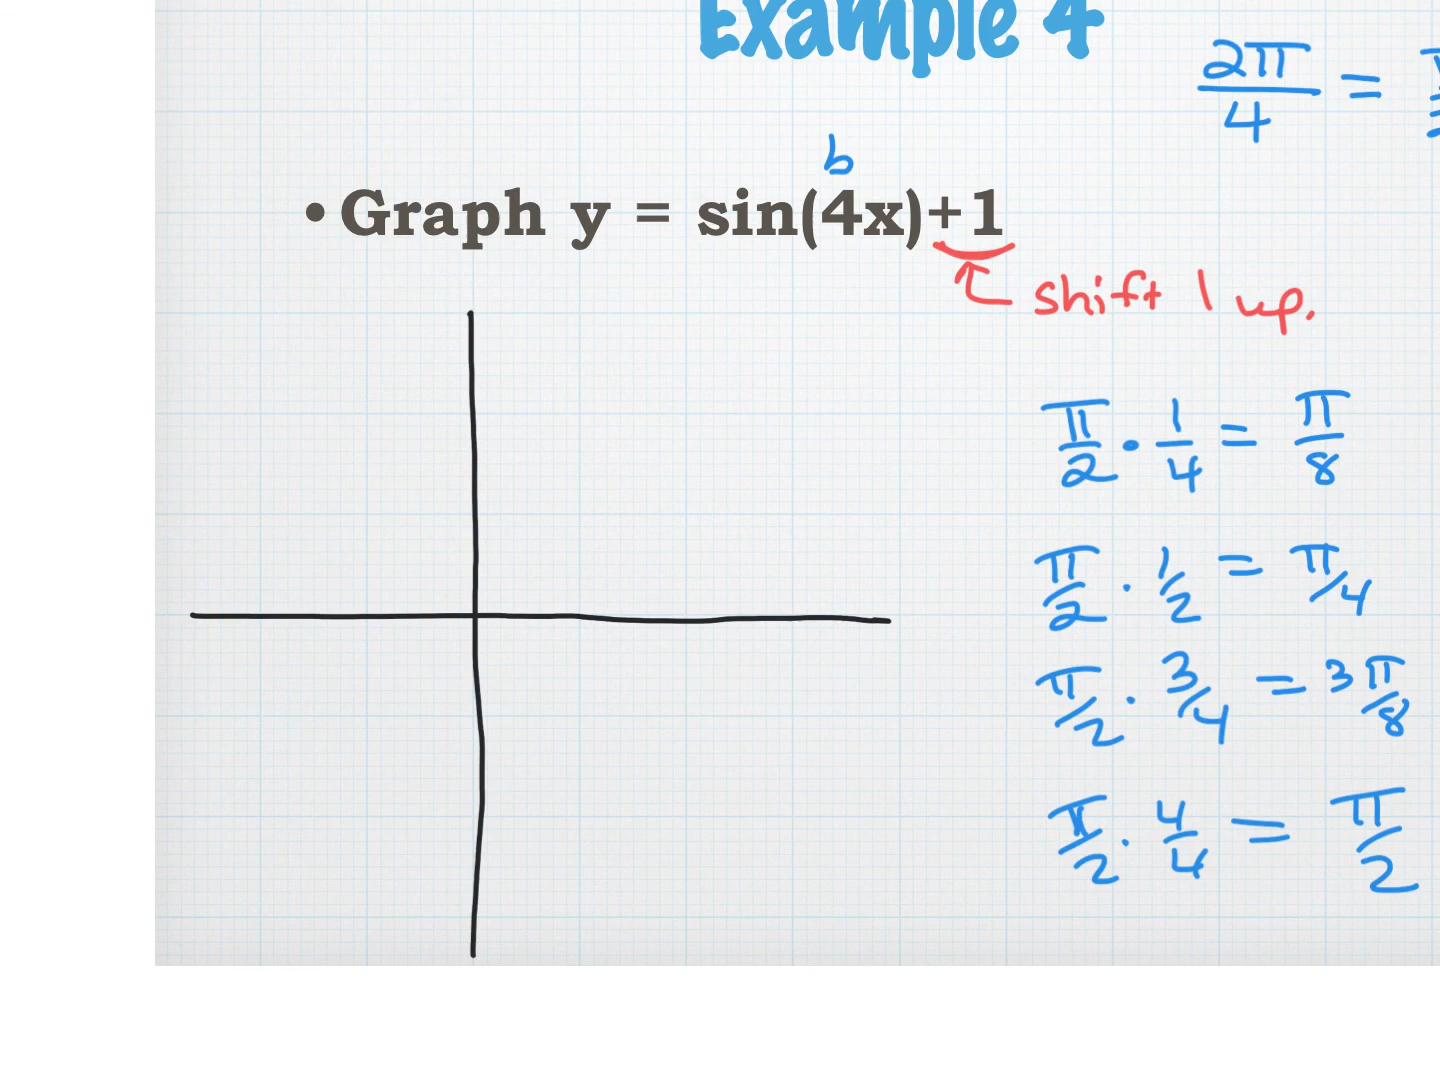 Example 4
2π/4 =
b
• Graph y = sin(4x)+1
shift 1 up.
π/2 · 1/4 = π/8
π/2 · 1/2 = π/4
π/2 · 3/4 = 3π/8
π/2 · 4/4 = π/2